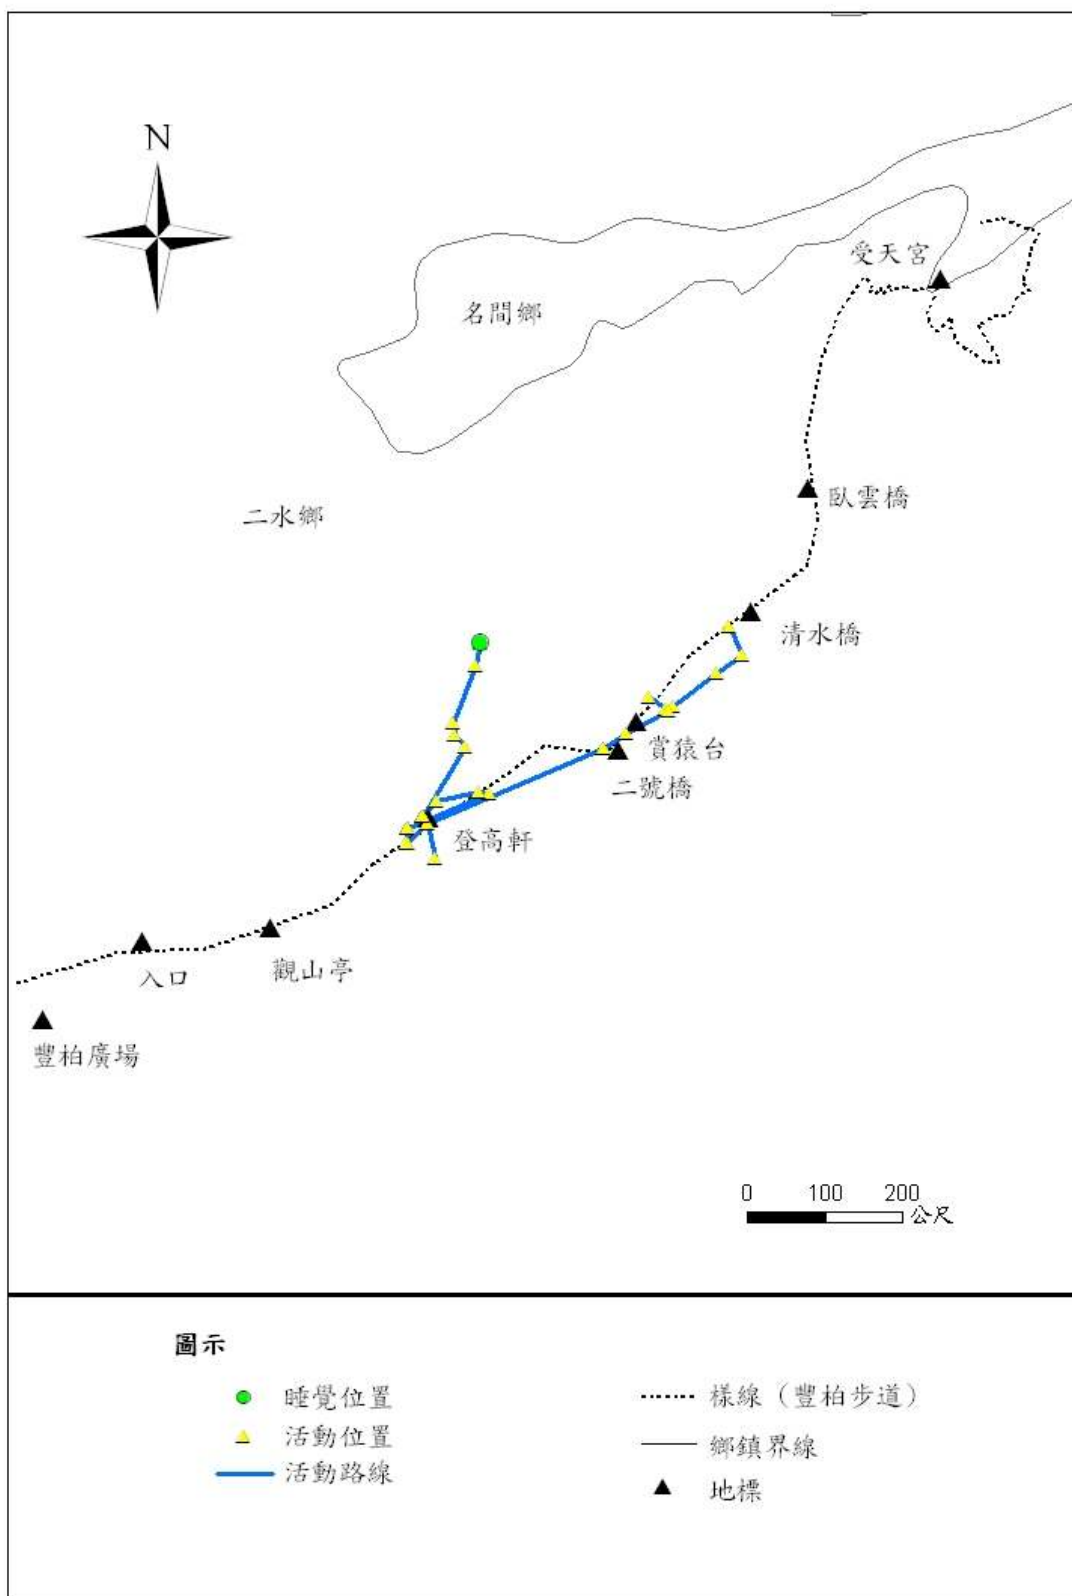 N
受天宮
名間鄉
臥雲橋
二水鄉
清水橋
賞猿台
二號橋
登高軒
觀山亭
入口
豐柏廣場
0 100 200
公尺
圖示
睡覺位置
活動位置
活動路線
樣線（豐柏步道）
鄉鎮界線
地標